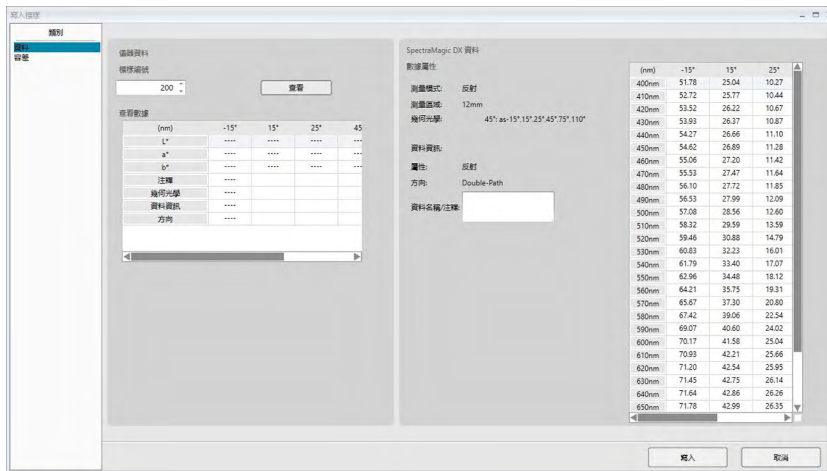 寫入標樣
類別
資料
容差
儀器資料
標樣編號
200
查看
查看數據
(nm) -15° 15° 25° 45
L* ---- ---- ---- ---
a* ---- ---- ---- ---
b* ---- ---- ---- ---
注釋 ----
幾何光學 ----
資料資訊 ----
方向 ----
SpectraMagic DX 資料
數據屬性
測量模式: 反射
測量區域: 12mm
幾何光學: 45°: as-15°,15°,25°,45°,75°,110°
資料資訊:
屬性: 反射
方向: Double-Path
資料名稱/注釋:
(nm) -15° 15° 25°
400nm 51.78 25.04 10.27
410nm 52.72 25.77 10.44
420nm 53.52 26.22 10.67
430nm 53.93 26.37 10.87
440nm 54.27 26.66 11.10
450nm 54.62 26.89 11.28
460nm 55.06 27.20 11.42
470nm 55.53 27.47 11.64
480nm 56.10 27.72 11.85
490nm 56.53 27.99 12.09
500nm 57.08 28.56 12.60
510nm 58.32 29.59 13.59
520nm 59.46 30.88 14.79
530nm 60.83 32.23 16.01
540nm 61.79 33.40 17.07
550nm 62.96 34.48 18.12
560nm 64.21 35.75 19.31
570nm 65.67 37.30 20.80
580nm 67.42 39.06 22.54
590nm 69.07 40.60 24.02
600nm 70.17 41.58 25.04
610nm 70.93 42.21 25.66
620nm 71.20 42.54 25.95
630nm 71.45 42.75 26.14
640nm 71.64 42.86 26.26
650nm 71.78 42.99 26.35
寫入
取消